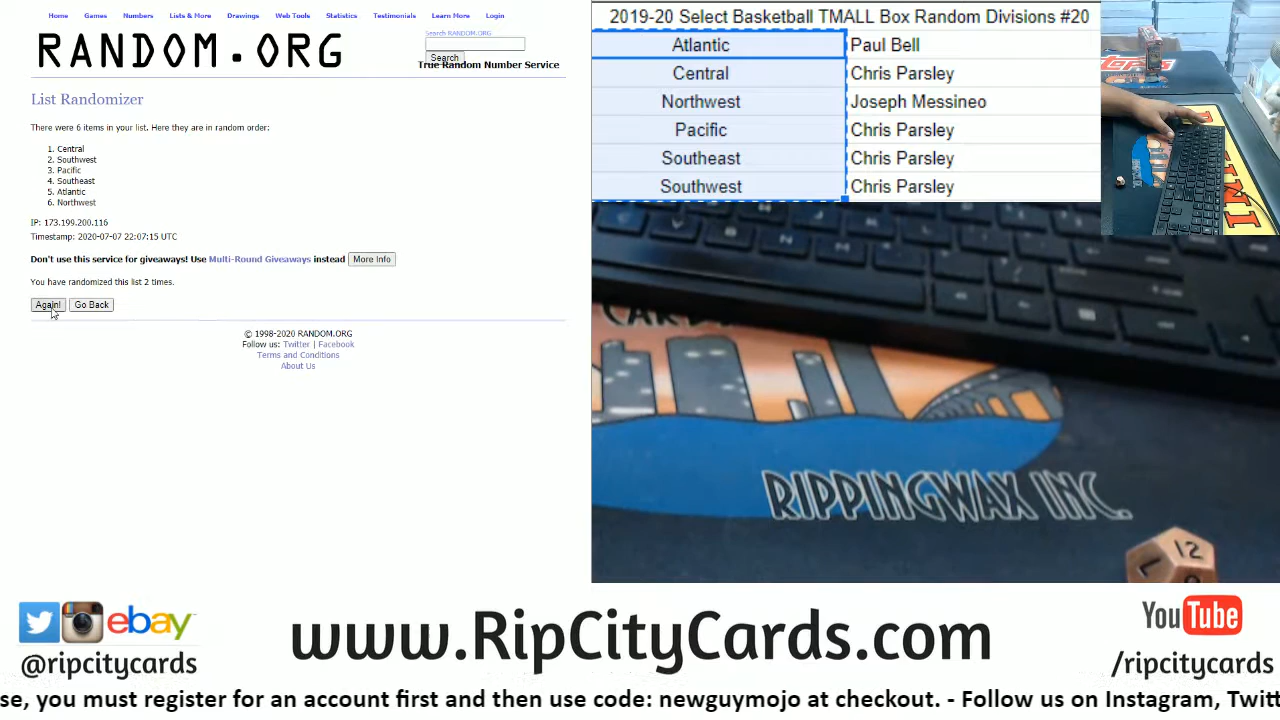 Home Games Numbers Lists & More Drawings Web Tools Statistics Testimonials Learn More Login
RANDOM.ORG
Search RANDOM.ORG
Search
True Random Number Service
List Randomizer
There were 6 items in your list. Here they are in random order:
1. Central
2. Southwest
3. Pacific
4. Southeast
5. Atlantic
6. Northwest
IP: 173.199.200.116
Timestamp: 2020-07-07 22:07:15 UTC
Don't use this service for giveaways! Use Multi-Round Giveaways instead More Info
You have randomized this list 2 times.
Again! Go Back
© 1998-2020 RANDOM.ORG
Follow us: Twitter | Facebook
Terms and Conditions
About Us
2019-20 Select Basketball TMALL Box Random Divisions #20
Atlantic Paul Bell
Central Chris Parsley
Northwest Joseph Messineo
Pacific Chris Parsley
Southeast Chris Parsley
Southwest Chris Parsley
RIPPINGWAX INC.
12
ebay
@ripcitycards
www.RipCityCards.com
YouTube
/ripcitycards
se, you must register for an account first and then use code: newguymojo at checkout. - Follow us on Instagram, Twitt